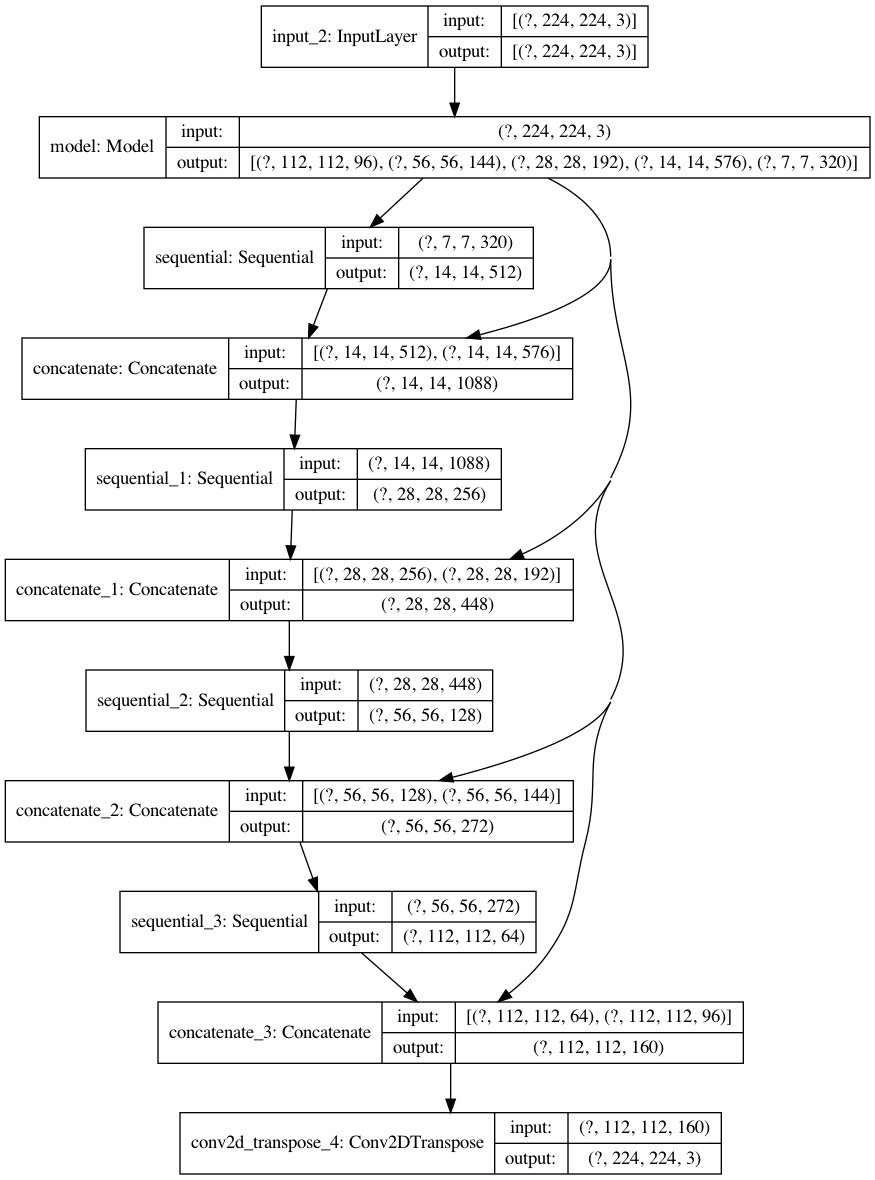 input_2: InputLayer
input: [(?, 224, 224, 3)]
output: [(?, 224, 224, 3)]
model: Model
input: (?, 224, 224, 3)
output: [(?, 112, 112, 96), (?, 56, 56, 144), (?, 28, 28, 192), (?, 14, 14, 576), (?, 7, 7, 320)]
sequential: Sequential
input: (?, 7, 7, 320)
output: (?, 14, 14, 512)
concatenate: Concatenate
input: [(?, 14, 14, 512), (?, 14, 14, 576)]
output: (?, 14, 14, 1088)
sequential_1: Sequential
input: (?, 14, 14, 1088)
output: (?, 28, 28, 256)
concatenate_1: Concatenate
input: [(?, 28, 28, 256), (?, 28, 28, 192)]
output: (?, 28, 28, 448)
sequential_2: Sequential
input: (?, 28, 28, 448)
output: (?, 56, 56, 128)
concatenate_2: Concatenate
input: [(?, 56, 56, 128), (?, 56, 56, 144)]
output: (?, 56, 56, 272)
sequential_3: Sequential
input: (?, 56, 56, 272)
output: (?, 112, 112, 64)
concatenate_3: Concatenate
input: [(?, 112, 112, 64), (?, 112, 112, 96)]
output: (?, 112, 112, 160)
conv2d_transpose_4: Conv2DTranspose
input: (?, 112, 112, 160)
output: (?, 224, 224, 3)